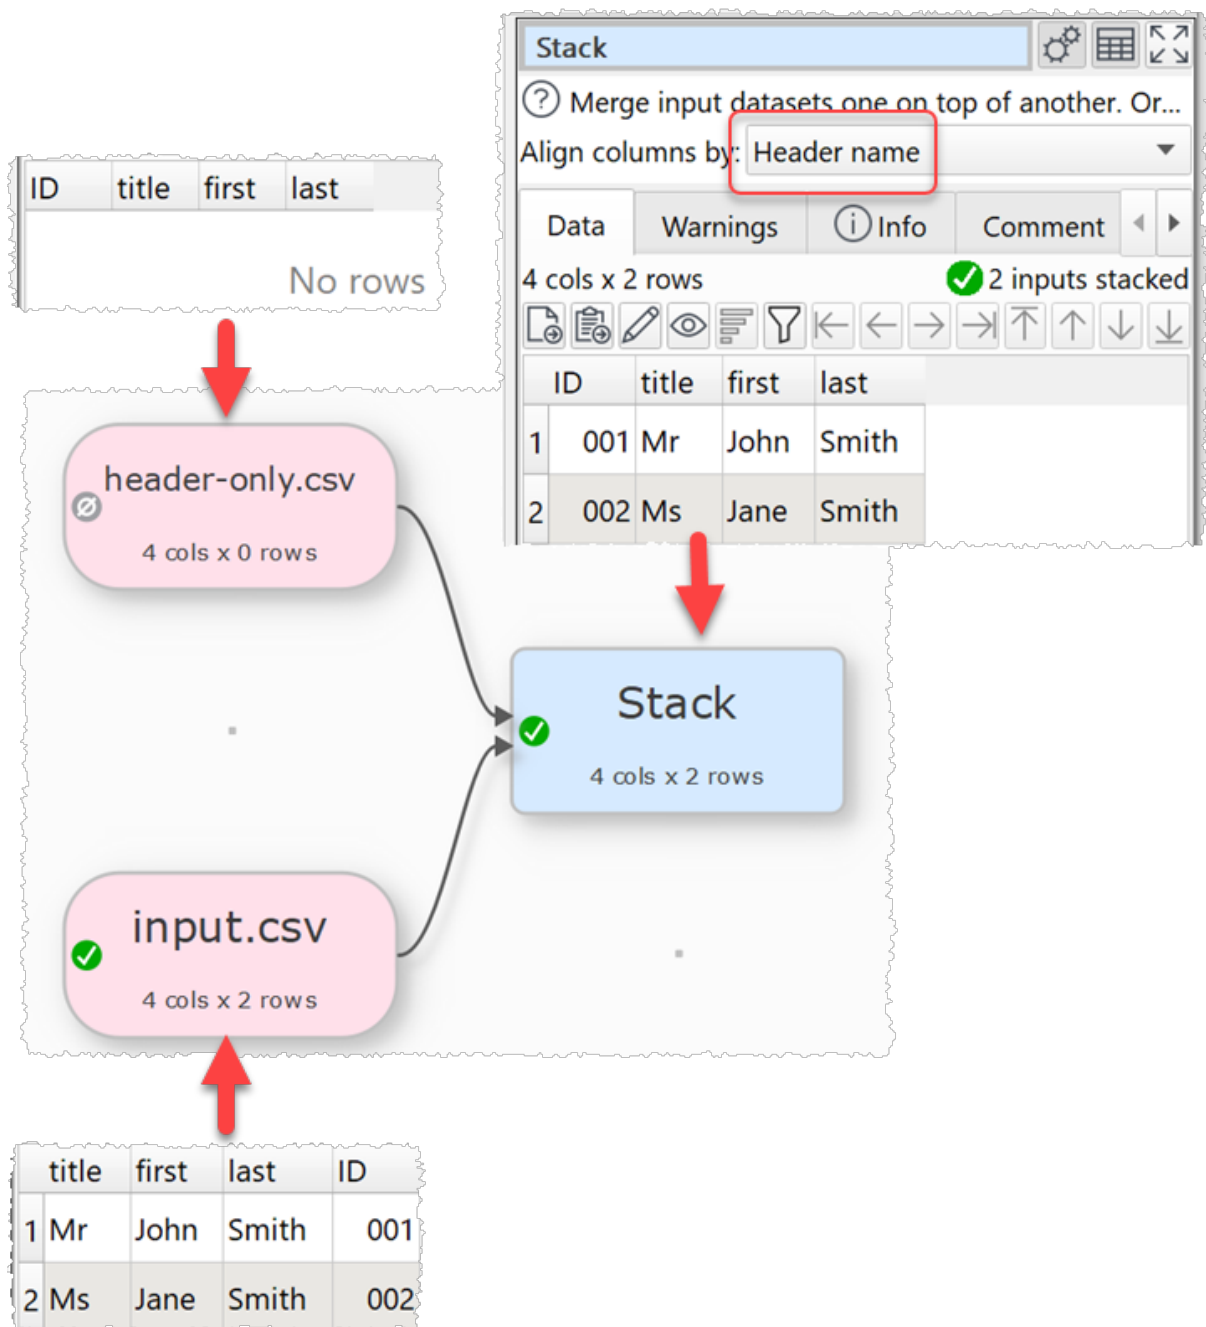 Stack
Merge input datasets one on top of another. Or...
Align columns by: Header name
Data Warnings Info Comment
4 cols x 2 rows 2 inputs stacked
ID title first last
1 001 Mr John Smith
2 002 Ms Jane Smith
ID title first last
No rows
header-only.csv
4 cols x 0 rows
Stack
4 cols x 2 rows
input.csv
4 cols x 2 rows
title first last ID
1 Mr John Smith 001
2 Ms Jane Smith 002